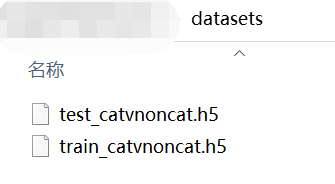 datasets
名称
test_catvnoncat.h5
train_catvnoncat.h5